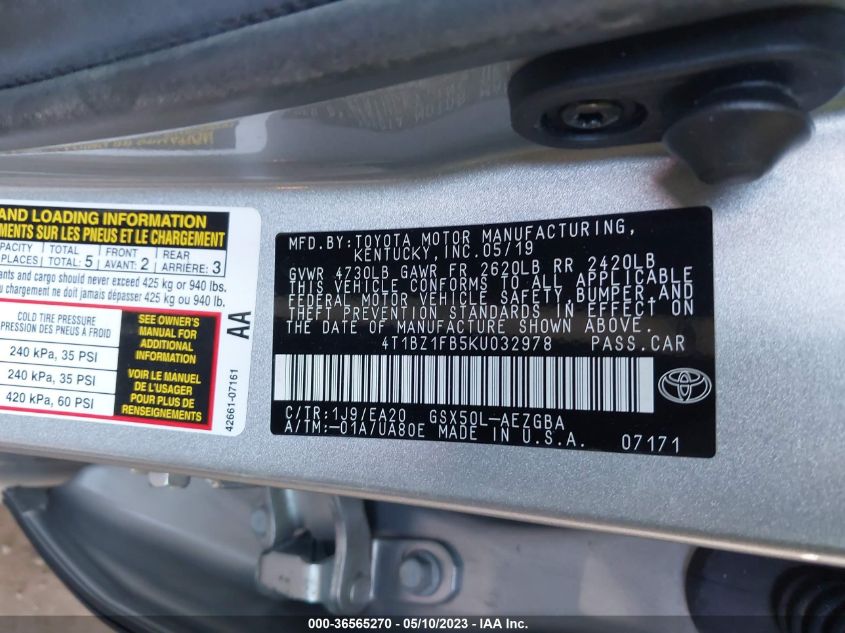 AND LOADING INFORMATION
EMENTS SUR LES PNEUS ET LE CHARGEMENT
PACITY TOTAL FRONT REAR
PLACES TOTAL: 5 AVANT: 2 ARRIÈRE: 3
ants and cargo should never exceed 425 kg or 940 lbs.
u chargement ne doit jamais dépasser 425 kg ou 940 lb.
COLD TIRE PRESSURE
PRESSION DES PNEUS À FROID
240 kPa, 35 PSI
240 kPa, 35 PSI
420 kPa, 60 PSI
SEE OWNER'S
MANUAL FOR
ADDITIONAL
INFORMATION
VOIR LE MANUEL
DE L'USAGER
POUR PLUS DE
RENSEIGNEMENTS
AA
42661-07161
MFD.BY: TOYOTA MOTOR MANUFACTURING,
KENTUCKY, INC. 05/19
GVWR 4730LB GAWR FR 2620LB RR 2420LB
THIS VEHICLE CONFORMS TO ALL APPLICABLE
FEDERAL MOTOR VEHICLE SAFETY, BUMPER, AND
THEFT PREVENTION STANDARDS IN EFFECT ON
THE DATE OF MANUFACTURE SHOWN ABOVE.
4T1BZ1FB5KU032978 PASS.CAR
C/TR: 1J9/EA20 GSX50L-AEZGBA
A/TM: -01A/UA80E MADE IN U.S.A. 07171
TOYOTA
000-36565270 - 05/10/2023 - IAAI.com